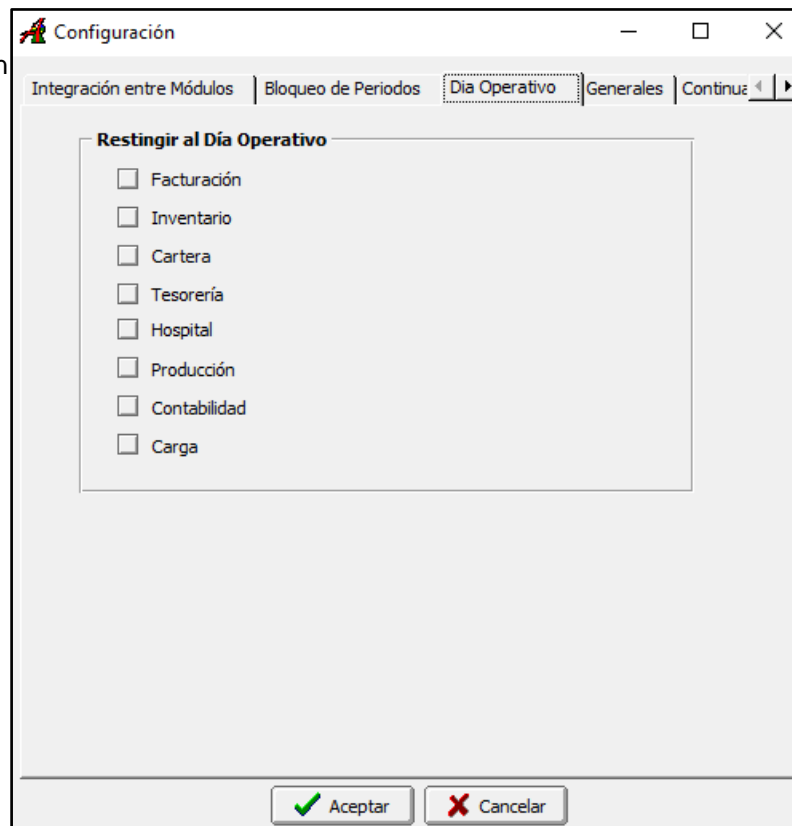 Configuración
n
Integración entre Módulos Bloqueo de Periodos Dia Operativo Generales Continua
Restingir al Día Operativo
Facturación
Inventario
Cartera
Tesorería
Hospital
Producción
Contabilidad
Carga
Aceptar Cancelar